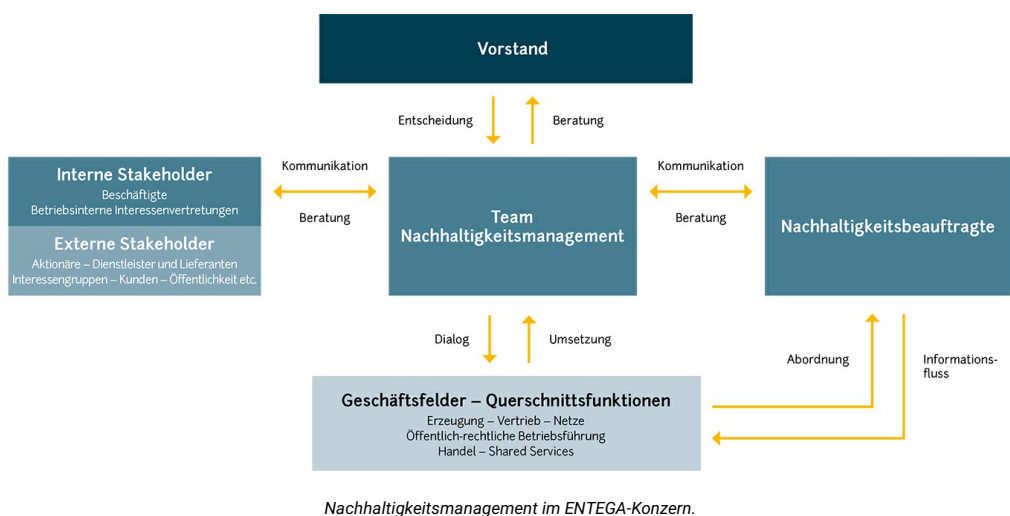 Vorstand
Entscheidung
Beratung
Interne Stakeholder
Beschäftigte
Betriebsinterne Interessenvertretungen
Externe Stakeholder
Aktionäre – Dienstleister und Lieferanten
Interessengruppen – Kunden – Öffentlichkeit etc.
Kommunikation
Beratung
Team
Nachhaltigkeitsmanagement
Kommunikation
Beratung
Nachhaltigkeitsbeauftragte
Dialog
Umsetzung
Abordnung
Informations-
fluss
Geschäftsfelder – Querschnittsfunktionen
Erzeugung – Vertrieb – Netze
Öffentlich-rechtliche Betriebsführung
Handel – Shared Services
Nachhaltigkeitsmanagement im ENTEGA-Konzern.